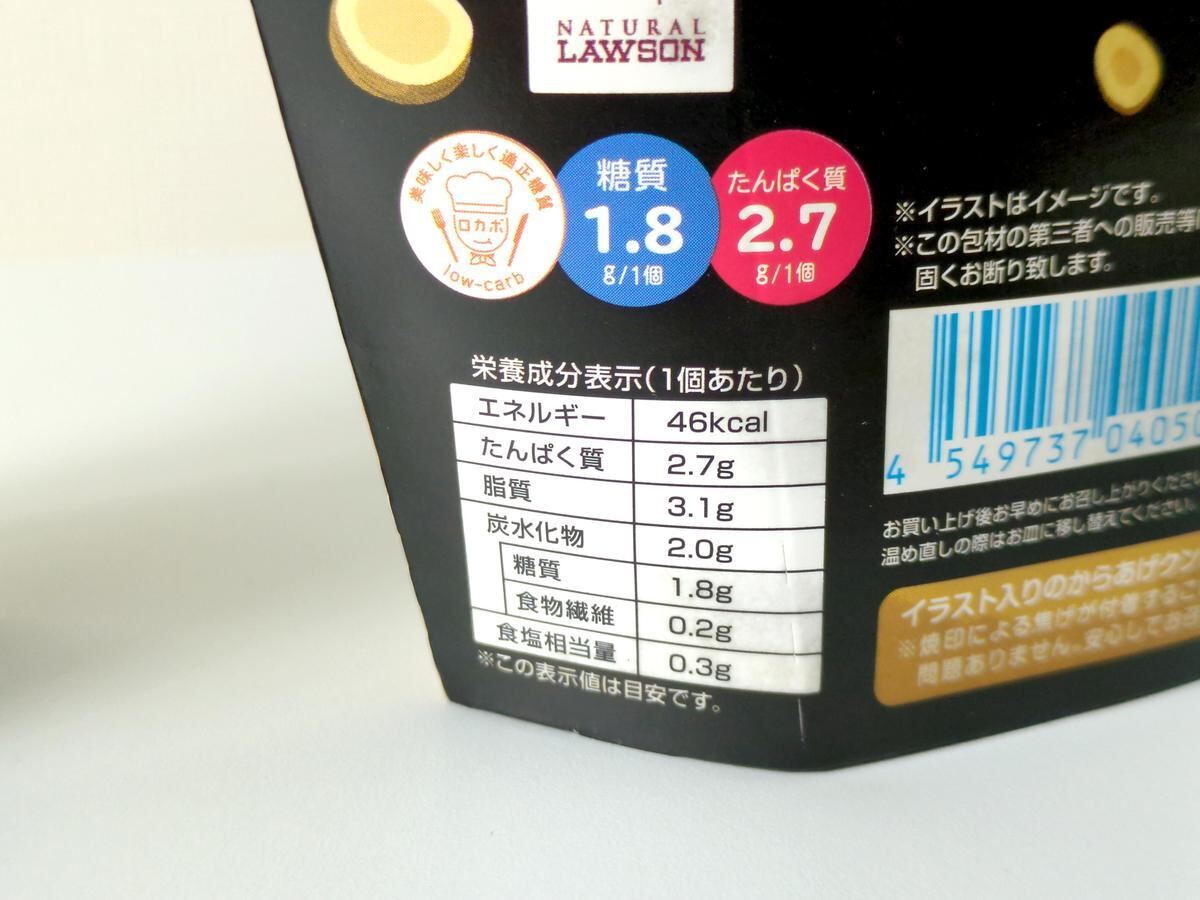 NATURAL
LAWSON
美味しく楽しく適正糖質
ロカボ
low-carb
糖質
1.8
g/1個
たんぱく質
2.7
g/1個
※イラストはイメージです。
※この包材の第三者への販売等
固くお断り致します。
栄養成分表示(1個あたり)
エネルギー 46kcal
たんぱく質 2.7g
脂質 3.1g
炭水化物 2.0g
糖質 1.8g
食物繊維 0.2g
食塩相当量 0.3g
※この表示値は目安です。
4 549737 04050
お買い上げ後お早めにお召し上がりくださ
温め直しの際はお皿に移し替えてください
イラスト入りのからあげクン
※焼印による焦げが付着するこ
問題ありません。安心してお